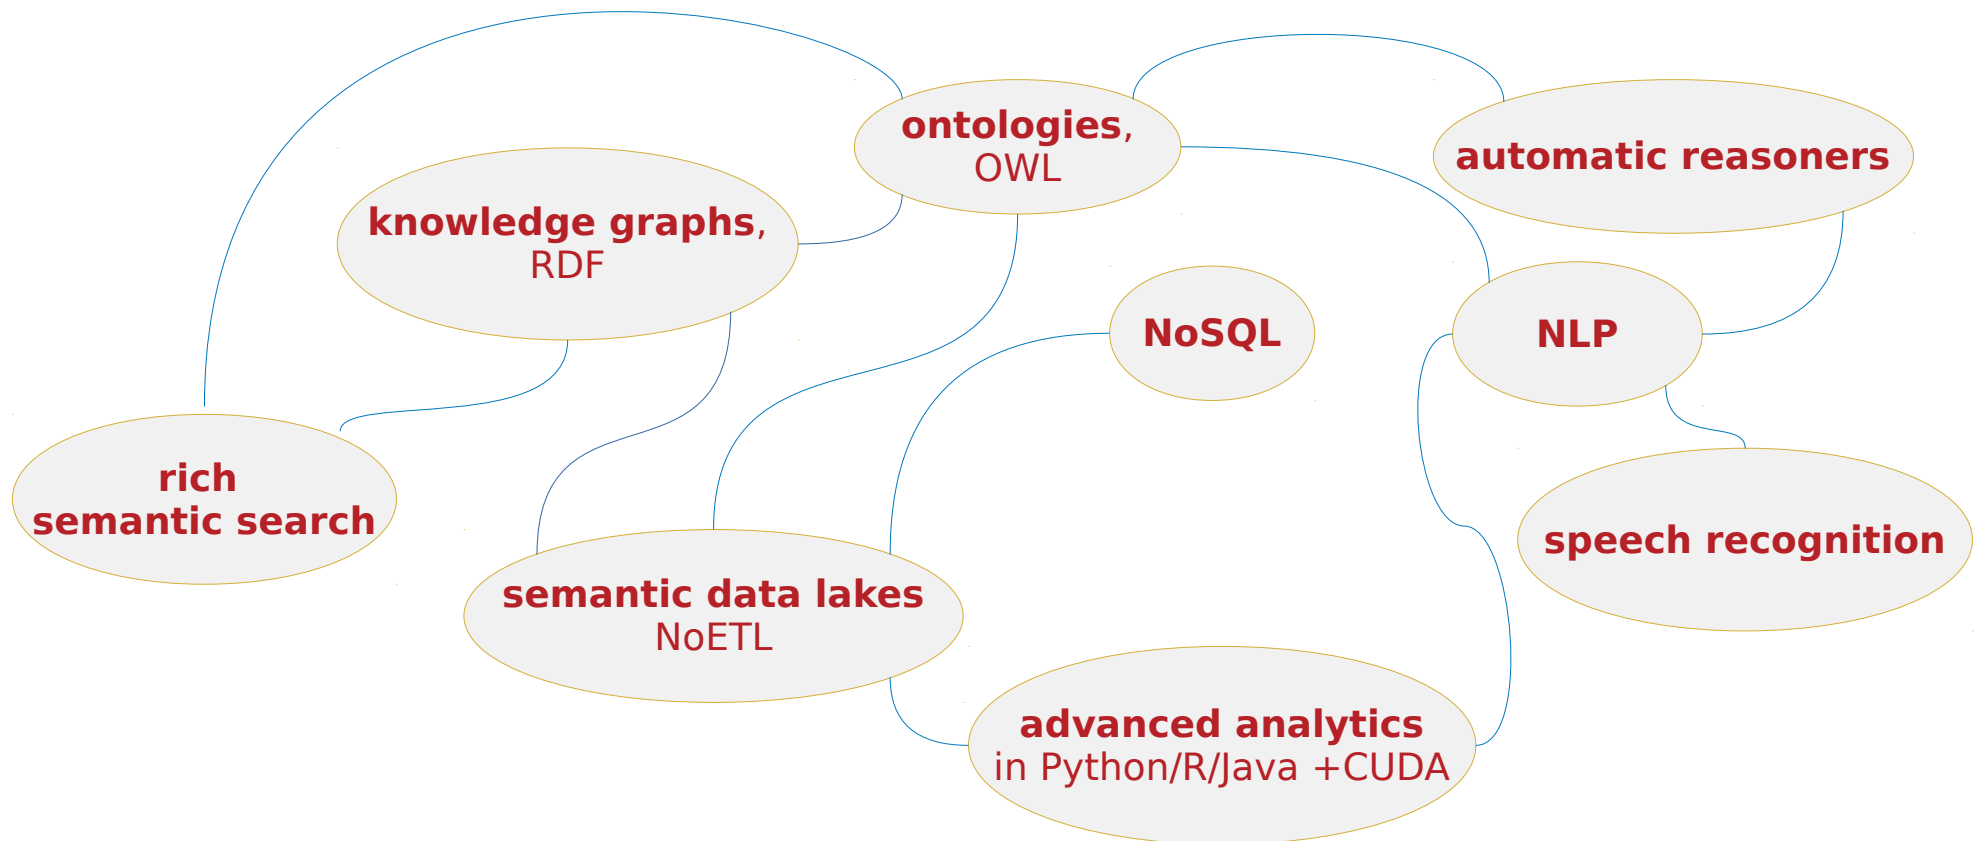 ontologies,
OWL
automatic reasoners
knowledge graphs,
RDF
NoSQL
NLP
rich
semantic search
speech recognition
semantic data lakes
NoETL
advanced analytics
in Python/R/Java +CUDA